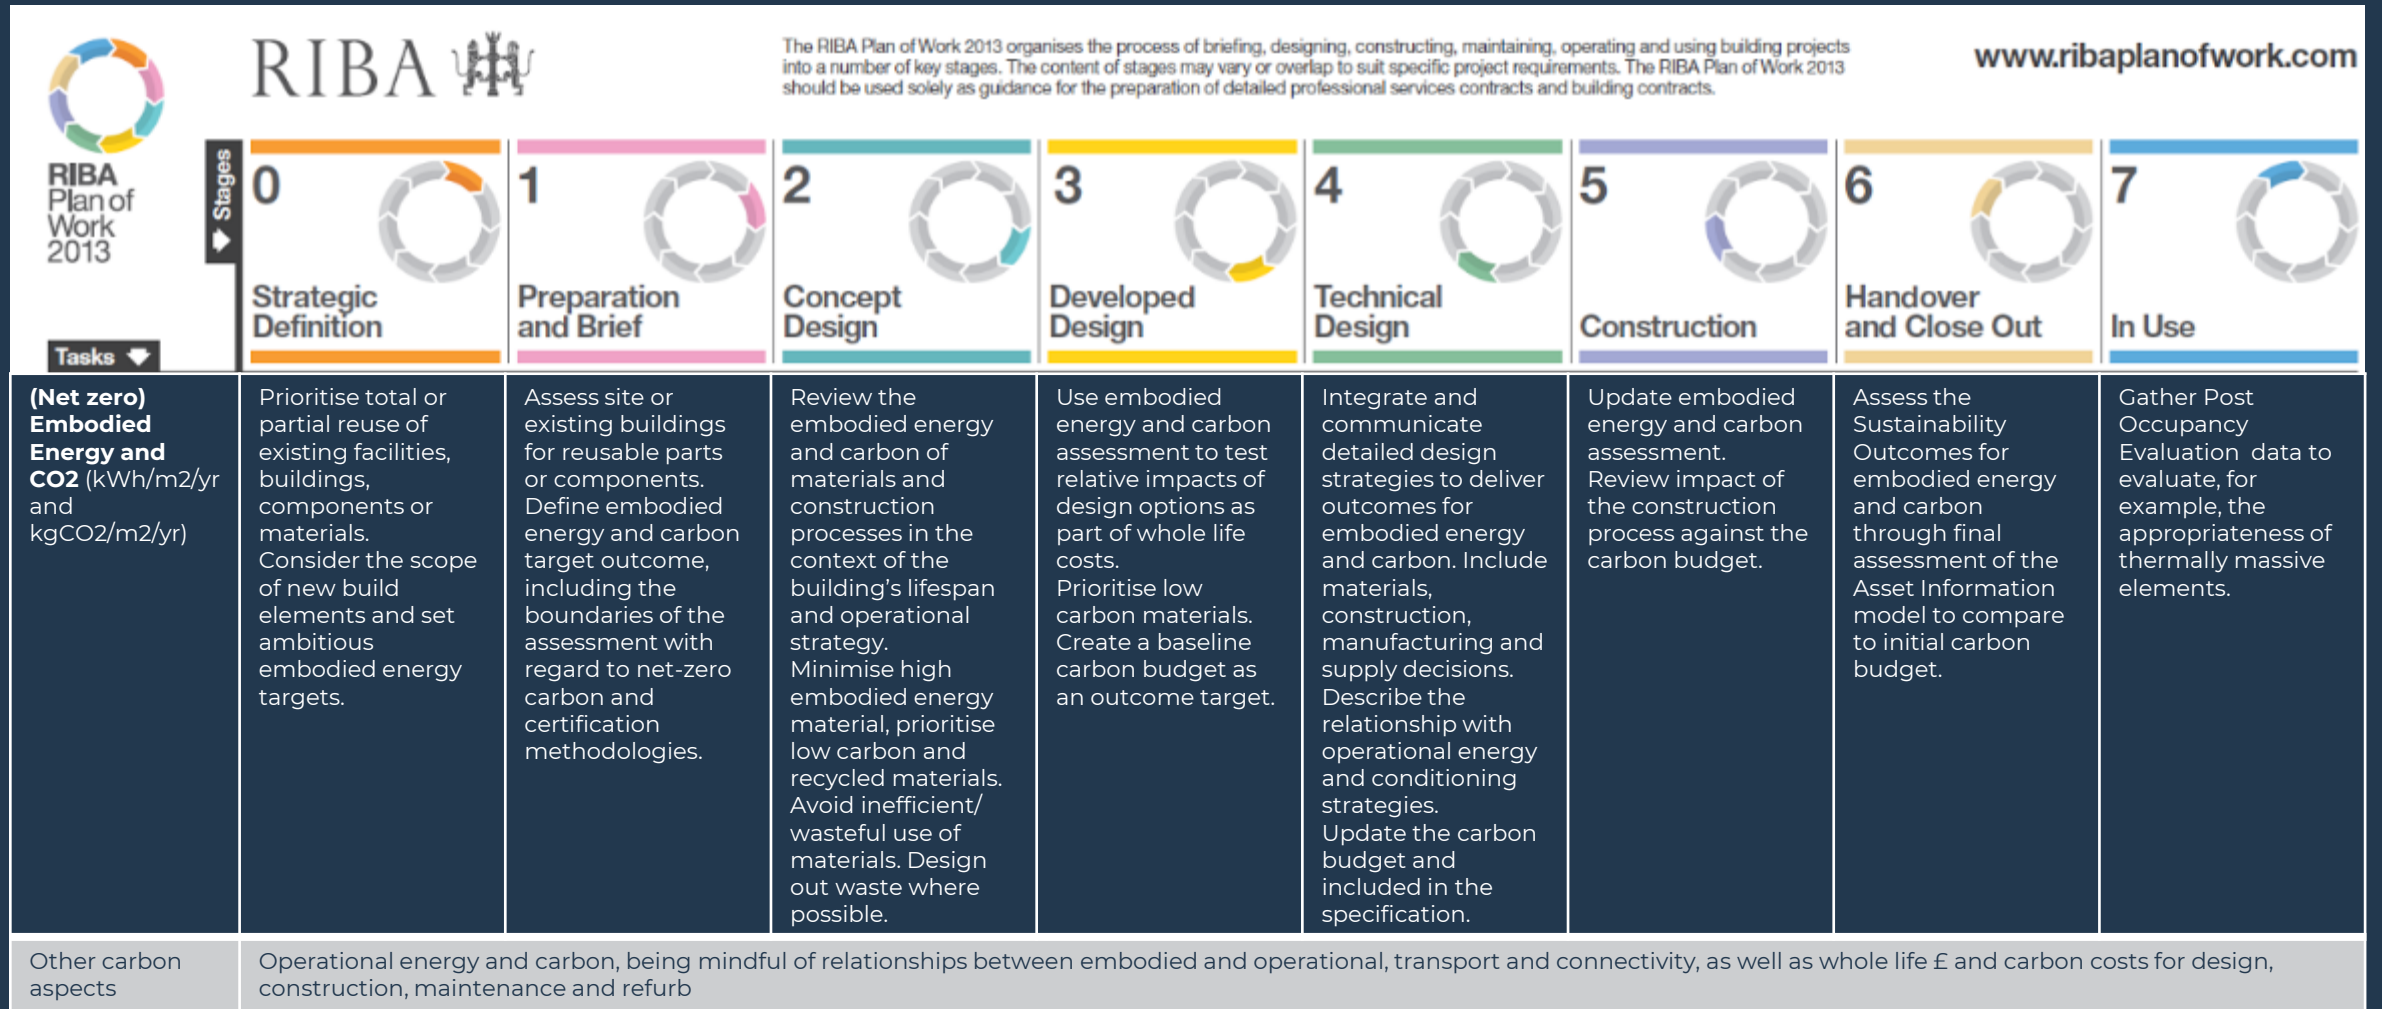 RIBA
The RIBA Plan of Work 2013 organises the process of briefing, designing, constructing, maintaining, operating and using building projects
into a number of key stages. The content of stages may vary or overlap to suit specific project requirements. The RIBA Plan of Work 2013
should be used solely as guidance for the preparation of detailed professional services contracts and building contracts.
www.ribaplanofwork.com
RIBA
Plan of
Work
2013
Stages
Tasks
0
Strategic
Definition
1
Preparation
and Brief
2
Concept
Design
3
Developed
Design
4
Technical
Design
5
Construction
6
Handover
and Close Out
7
In Use
(Net zero)
Embodied
Energy and
CO2 (kWh/m2/yr
and
kgCO2/m2/yr)
Prioritise total or
partial reuse of
existing facilities,
buildings,
components or
materials.
Consider the scope
of new build
elements and set
ambitious
embodied energy
targets.
Assess site or
existing buildings
for reusable parts
or components.
Define embodied
energy and carbon
target outcome,
including the
boundaries of the
assessment with
regard to net-zero
carbon and
certification
methodologies.
Review the
embodied energy
and carbon of
materials and
construction
processes in the
context of the
building’s lifespan
and operational
strategy.
Minimise high
embodied energy
material, prioritise
low carbon and
recycled materials.
Avoid inefficient/
wasteful use of
materials. Design
out waste where
possible.
Use embodied
energy and carbon
assessment to test
relative impacts of
design options as
part of whole life
costs.
Prioritise low
carbon materials.
Create a baseline
carbon budget as
an outcome target.
Integrate and
communicate
detailed design
strategies to deliver
outcomes for
embodied energy
and carbon. Include
materials,
construction,
manufacturing and
supply decisions.
Describe the
relationship with
operational energy
and conditioning
strategies.
Update the carbon
budget and
included in the
specification.
Update embodied
energy and carbon
assessment.
Review impact of
the construction
process against the
carbon budget.
Assess the
Sustainability
Outcomes for
embodied energy
and carbon
through final
assessment of the
Asset Information
model to compare
to initial carbon
budget.
Gather Post
Occupancy
Evaluation  data to
evaluate, for
example, the
appropriateness of
thermally massive
elements.
Other carbon
aspects
Operational energy and carbon, being mindful of relationships between embodied and operational, transport and connectivity, as well as whole life £ and carbon costs for design,
construction, maintenance and refurb